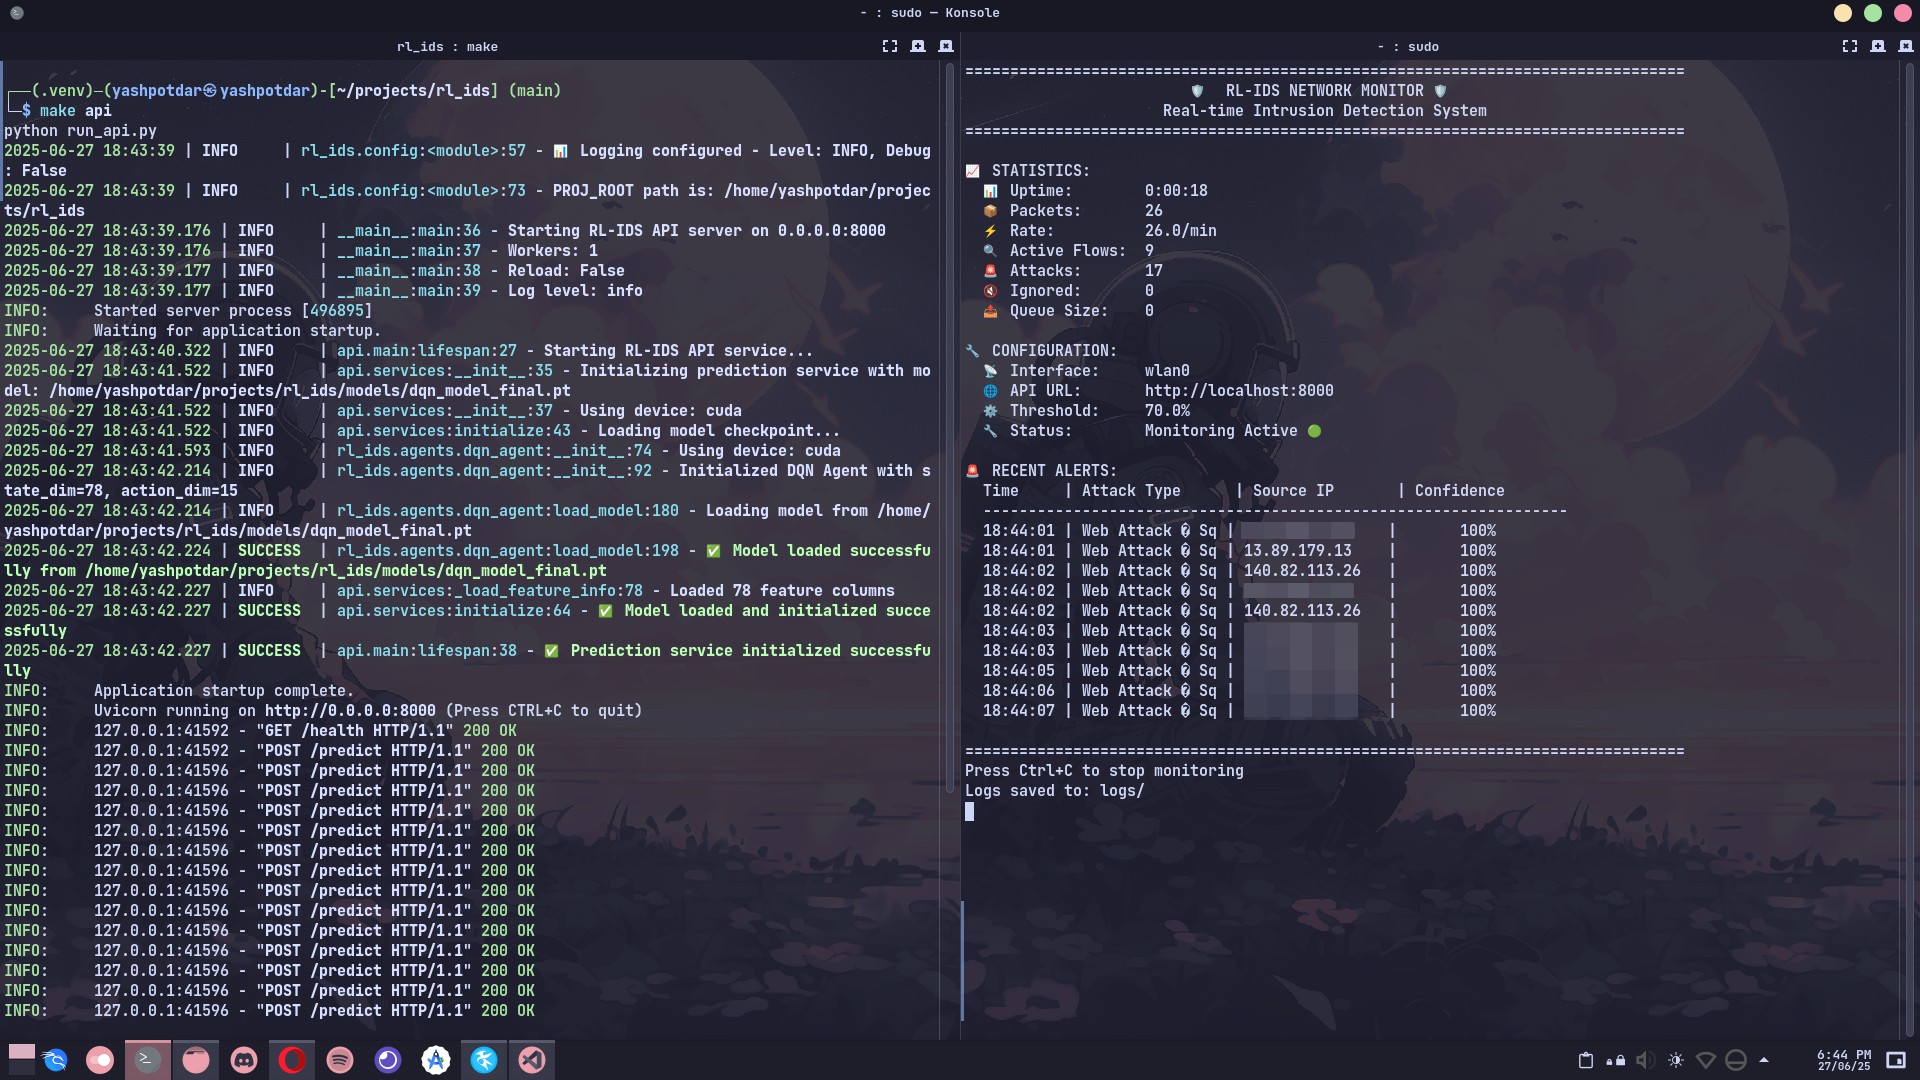 - : sudo — Konsole
rl_ids : make
┌──(.venv)─(yashpotdar㉿yashpotdar)-[~/projects/rl_ids] (main)
└─$ make api
python run_api.py
2025-06-27 18:43:39 | INFO     | rl_ids.config:<module>:57 - 📊 Logging configured - Level: INFO, Debug
: False
2025-06-27 18:43:39 | INFO     | rl_ids.config:<module>:73 - PROJ_ROOT path is: /home/yashpotdar/projec
ts/rl_ids
2025-06-27 18:43:39.176 | INFO     | __main__:main:36 - Starting RL-IDS API server on 0.0.0.0:8000
2025-06-27 18:43:39.176 | INFO     | __main__:main:37 - Workers: 1
2025-06-27 18:43:39.177 | INFO     | __main__:main:38 - Reload: False
2025-06-27 18:43:39.177 | INFO     | __main__:main:39 - Log level: info
INFO:     Started server process [496895]
INFO:     Waiting for application startup.
2025-06-27 18:43:40.322 | INFO     | api.main:lifespan:27 - Starting RL-IDS API service...
2025-06-27 18:43:41.522 | INFO     | api.services:__init__:35 - Initializing prediction service with mo
del: /home/yashpotdar/projects/rl_ids/models/dqn_model_final.pt
2025-06-27 18:43:41.522 | INFO     | api.services:__init__:37 - Using device: cuda
2025-06-27 18:43:41.522 | INFO     | api.services:initialize:43 - Loading model checkpoint...
2025-06-27 18:43:41.593 | INFO     | rl_ids.agents.dqn_agent:__init__:74 - Using device: cuda
2025-06-27 18:43:42.214 | INFO     | rl_ids.agents.dqn_agent:__init__:92 - Initialized DQN Agent with s
tate_dim=78, action_dim=15
2025-06-27 18:43:42.214 | INFO     | rl_ids.agents.dqn_agent:load_model:180 - Loading model from /home/
yashpotdar/projects/rl_ids/models/dqn_model_final.pt
2025-06-27 18:43:42.224 | SUCCESS  | rl_ids.agents.dqn_agent:load_model:198 - ✅ Model loaded successfu
lly from /home/yashpotdar/projects/rl_ids/models/dqn_model_final.pt
2025-06-27 18:43:42.227 | INFO     | api.services:_load_feature_info:78 - Loaded 78 feature columns
2025-06-27 18:43:42.227 | SUCCESS  | api.services:initialize:64 - ✅ Model loaded and initialized succe
ssfully
2025-06-27 18:43:42.227 | SUCCESS  | api.main:lifespan:38 - ✅ Prediction service initialized successfu
lly
INFO:     Application startup complete.
INFO:     Uvicorn running on http://0.0.0.0:8000 (Press CTRL+C to quit)
INFO:     127.0.0.1:41592 - "GET /health HTTP/1.1" 200 OK
INFO:     127.0.0.1:41592 - "POST /predict HTTP/1.1" 200 OK
INFO:     127.0.0.1:41596 - "POST /predict HTTP/1.1" 200 OK
INFO:     127.0.0.1:41596 - "POST /predict HTTP/1.1" 200 OK
INFO:     127.0.0.1:41596 - "POST /predict HTTP/1.1" 200 OK
INFO:     127.0.0.1:41596 - "POST /predict HTTP/1.1" 200 OK
INFO:     127.0.0.1:41596 - "POST /predict HTTP/1.1" 200 OK
INFO:     127.0.0.1:41596 - "POST /predict HTTP/1.1" 200 OK
INFO:     127.0.0.1:41596 - "POST /predict HTTP/1.1" 200 OK
INFO:     127.0.0.1:41596 - "POST /predict HTTP/1.1" 200 OK
INFO:     127.0.0.1:41596 - "POST /predict HTTP/1.1" 200 OK
INFO:     127.0.0.1:41596 - "POST /predict HTTP/1.1" 200 OK
INFO:     127.0.0.1:41596 - "POST /predict HTTP/1.1" 200 OK
INFO:     127.0.0.1:41596 - "POST /predict HTTP/1.1" 200 OK
INFO:     127.0.0.1:41596 - "POST /predict HTTP/1.1" 200 OK
- : sudo
================================================================================
🛡️ RL-IDS NETWORK MONITOR 🛡️
Real-time Intrusion Detection System
================================================================================
📈 STATISTICS:
📊 Uptime:        0:00:18
📦 Packets:       26
⚡ Rate:          26.0/min
🔍 Active Flows:  9
🚨 Attacks:       17
🔇 Ignored:       0
📤 Queue Size:    0
🔧 CONFIGURATION:
📡 Interface:     wlan0
🌐 API URL:       http://localhost:8000
⚙️ Threshold:     70.0%
🔧 Status:        Monitoring Active 🟢
🚨 RECENT ALERTS:
Time     | Attack Type      | Source IP       | Confidence
-----------------------------------------------------------------
18:44:01 | Web Attack � Sq |                 |       100%
18:44:01 | Web Attack � Sq | 13.89.179.13    |       100%
18:44:02 | Web Attack � Sq | 140.82.113.26   |       100%
18:44:02 | Web Attack � Sq |                 |       100%
18:44:02 | Web Attack � Sq | 140.82.113.26   |       100%
18:44:03 | Web Attack � Sq |                 |       100%
18:44:03 | Web Attack � Sq |                 |       100%
18:44:05 | Web Attack � Sq |                 |       100%
18:44:06 | Web Attack � Sq |                 |       100%
18:44:07 | Web Attack � Sq |                 |       100%
================================================================================
Press Ctrl+C to stop monitoring
Logs saved to: logs/
6:44 PM
27/06/25